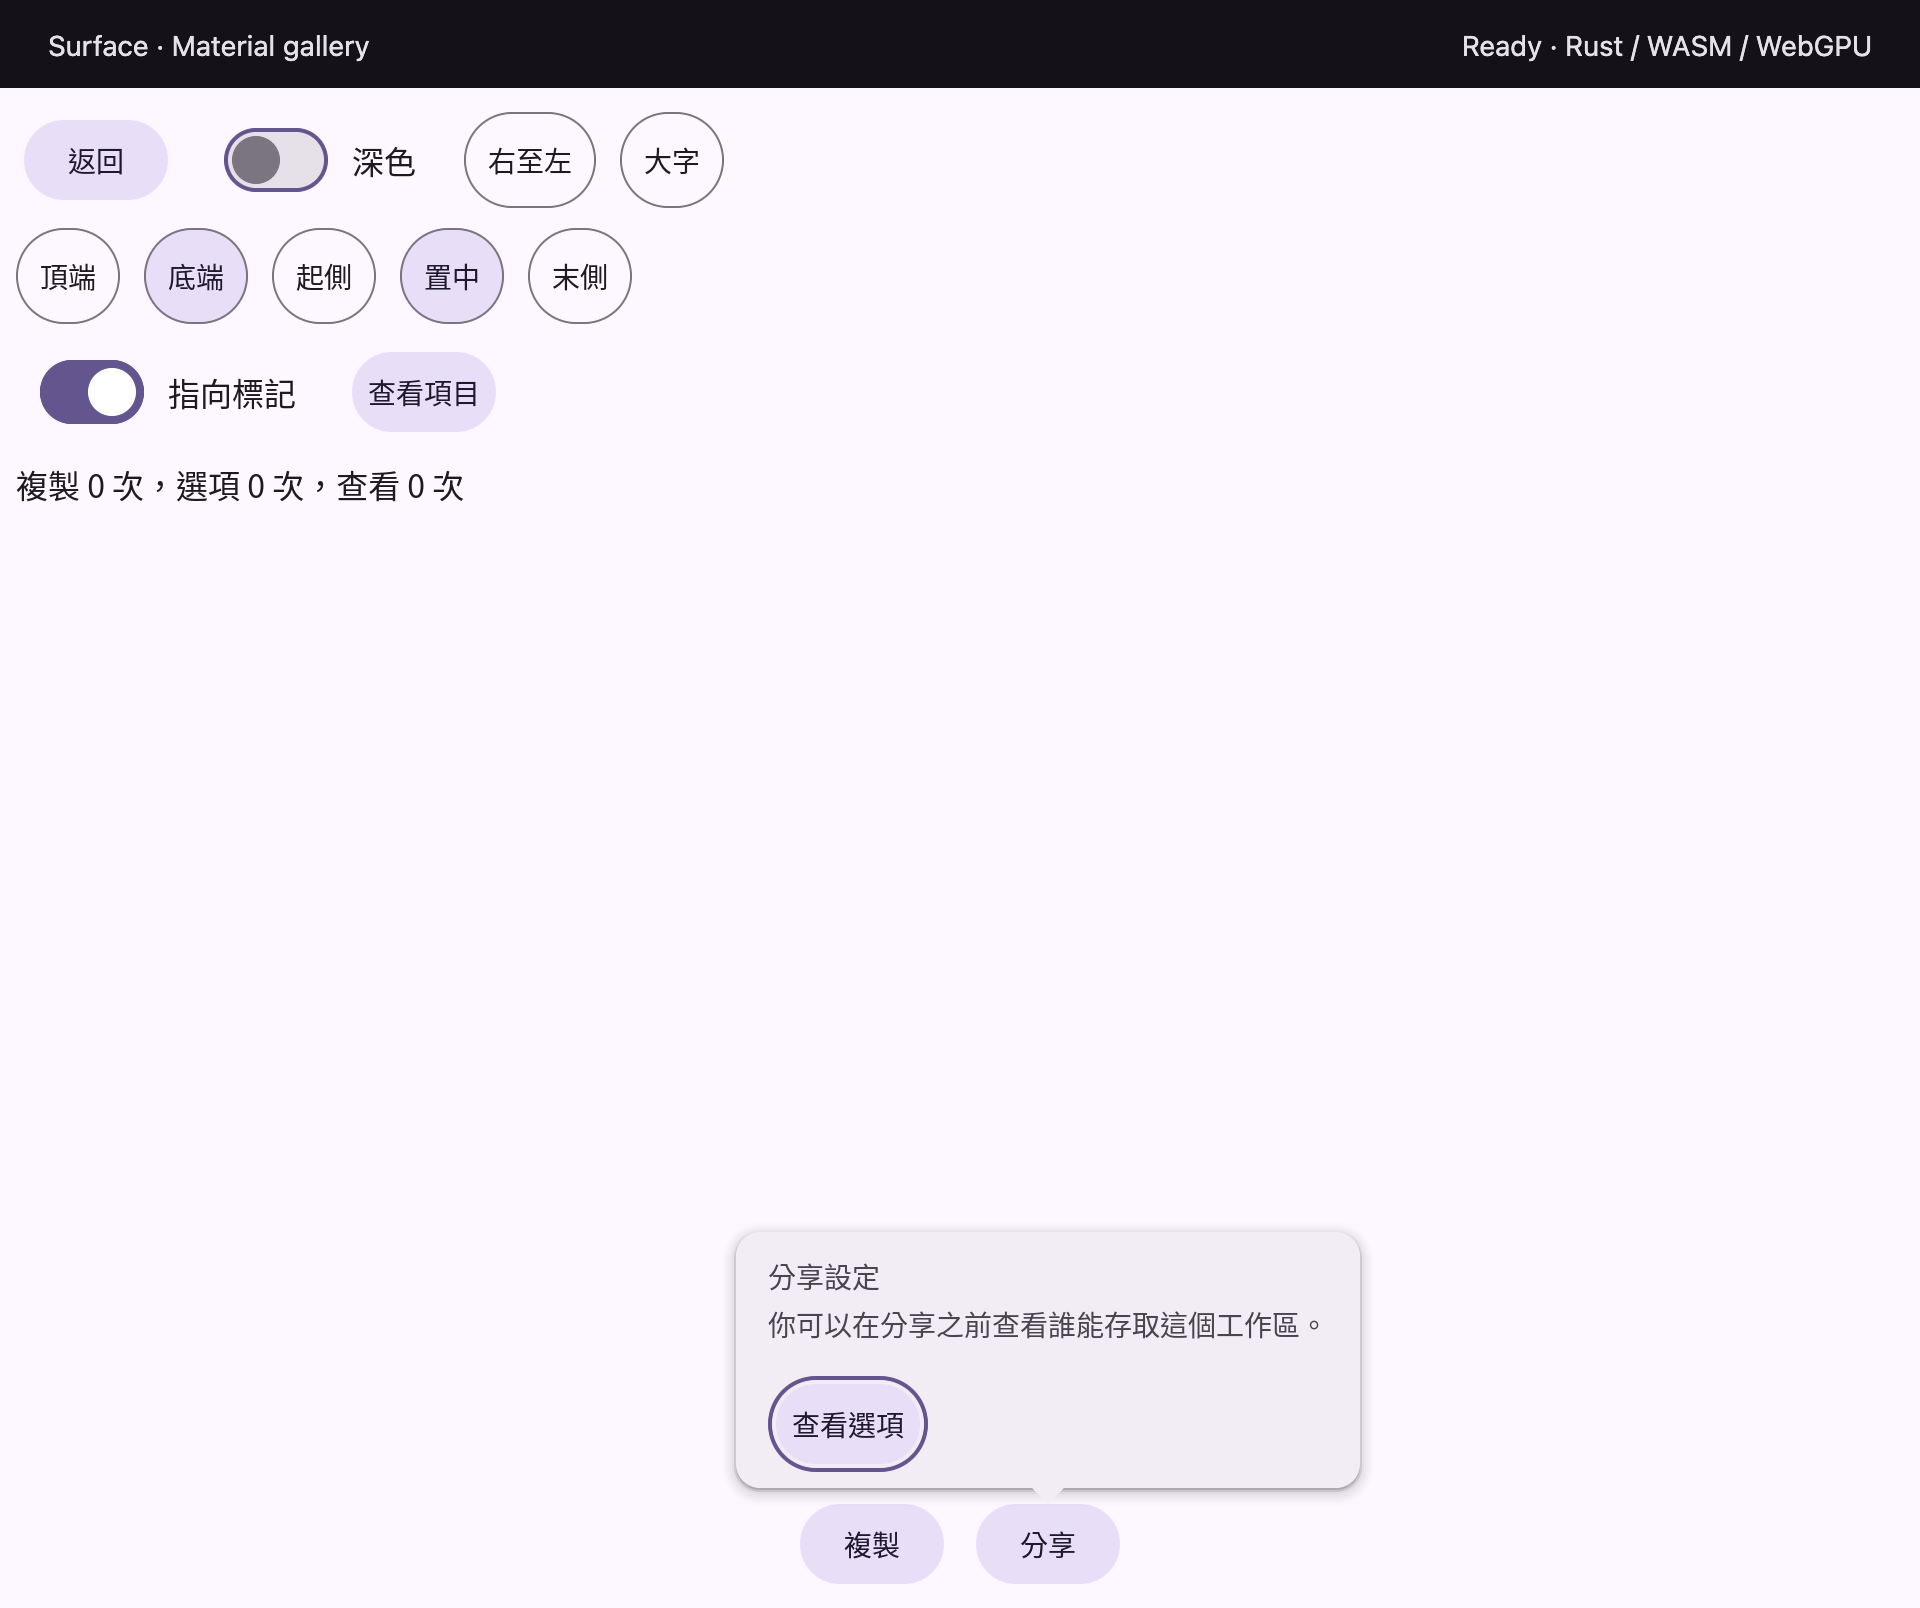 Surface · Material gallery
Ready · Rust / WASM / WebGPU
返回
深色
右至左
大字
頂端
底端
起側
置中
末側
指向標記
查看項目
複製 0 次，選項 0 次，查看 0 次
分享設定
你可以在分享之前查看誰能存取這個工作區。
查看選項
複製
分享